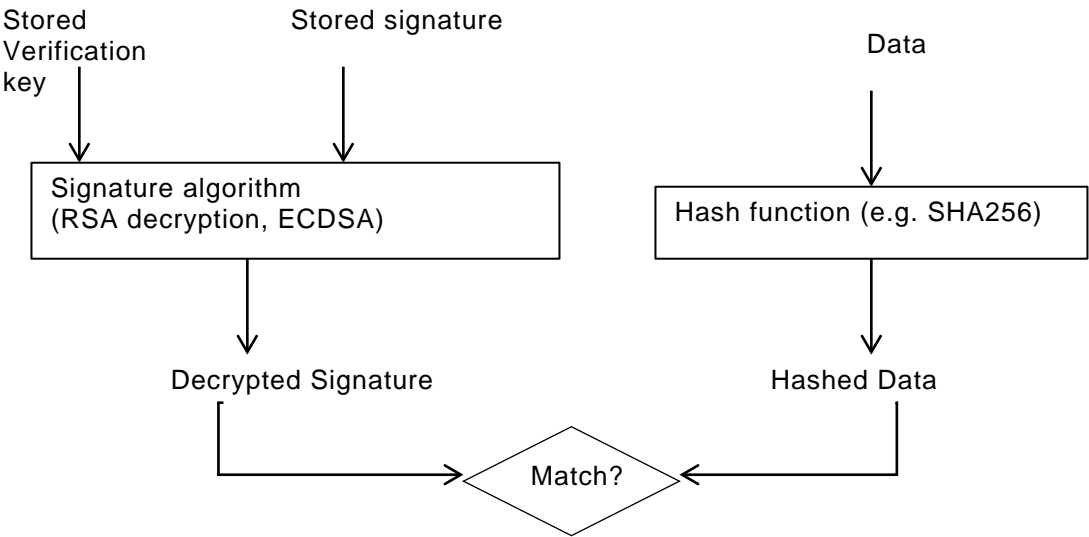 Stored
Verification
key
Stored signature
Data
Signature algorithm
(RSA decryption, ECDSA)
Hash function (e.g. SHA256)
Decrypted Signature
Hashed Data
Match?